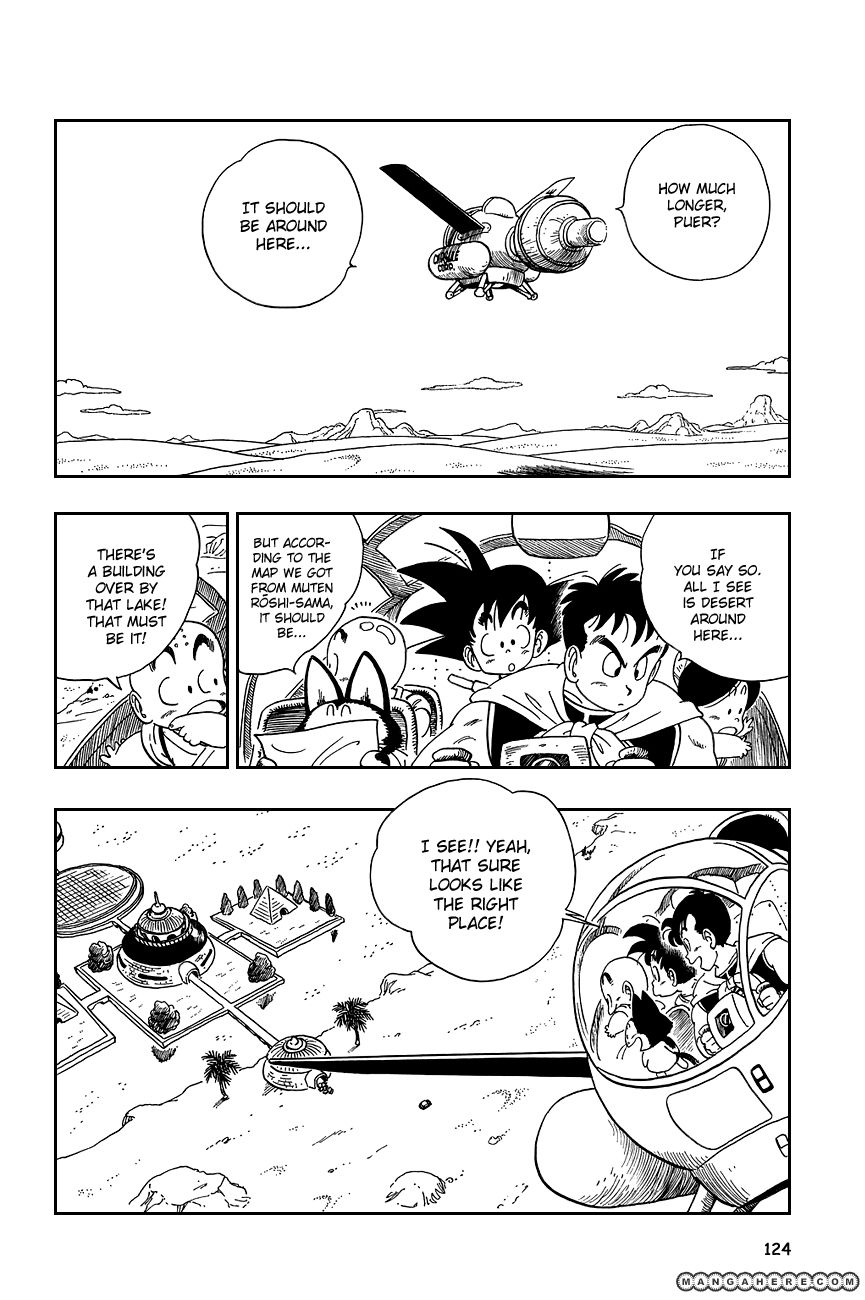 HOW MUCH
LONGER,
PUER?
IT SHOULD
BE AROUND
HERE...
CAPSULE
CORP.
IF
YOU SAY SO.
ALL I SEE
IS DESERT
AROUND
HERE...
BUT ACCOR-
DING TO THE
MAP WE GOT
FROM MUTEN
RŌSHI-SAMA,
IT SHOULD
BE...
THERE'S
A BUILDING
OVER BY
THAT LAKE!
THAT MUST
BE IT!
I SEE!! YEAH,
THAT SURE
LOOKS LIKE
THE RIGHT
PLACE!
124
MANGAHERE.COM